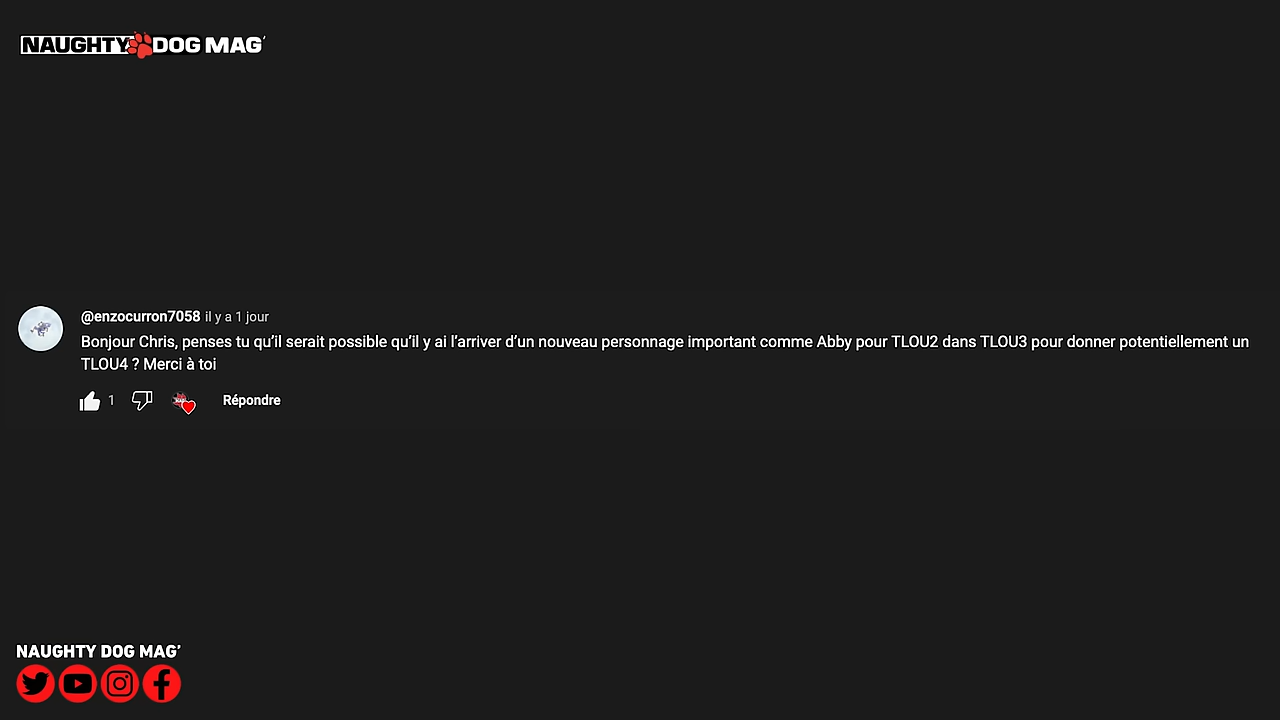 NAUGHTY DOG MAG'
@enzocurron7058 il y a 1 jour
Bonjour Chris, penses tu qu’il serait possible qu’il y ai l’arriver d’un nouveau personnage important comme Abby pour TLOU2 dans TLOU3 pour donner potentiellement un
TLOU4 ? Merci à toi
1 Répondre
NAUGHTY DOG MAG'